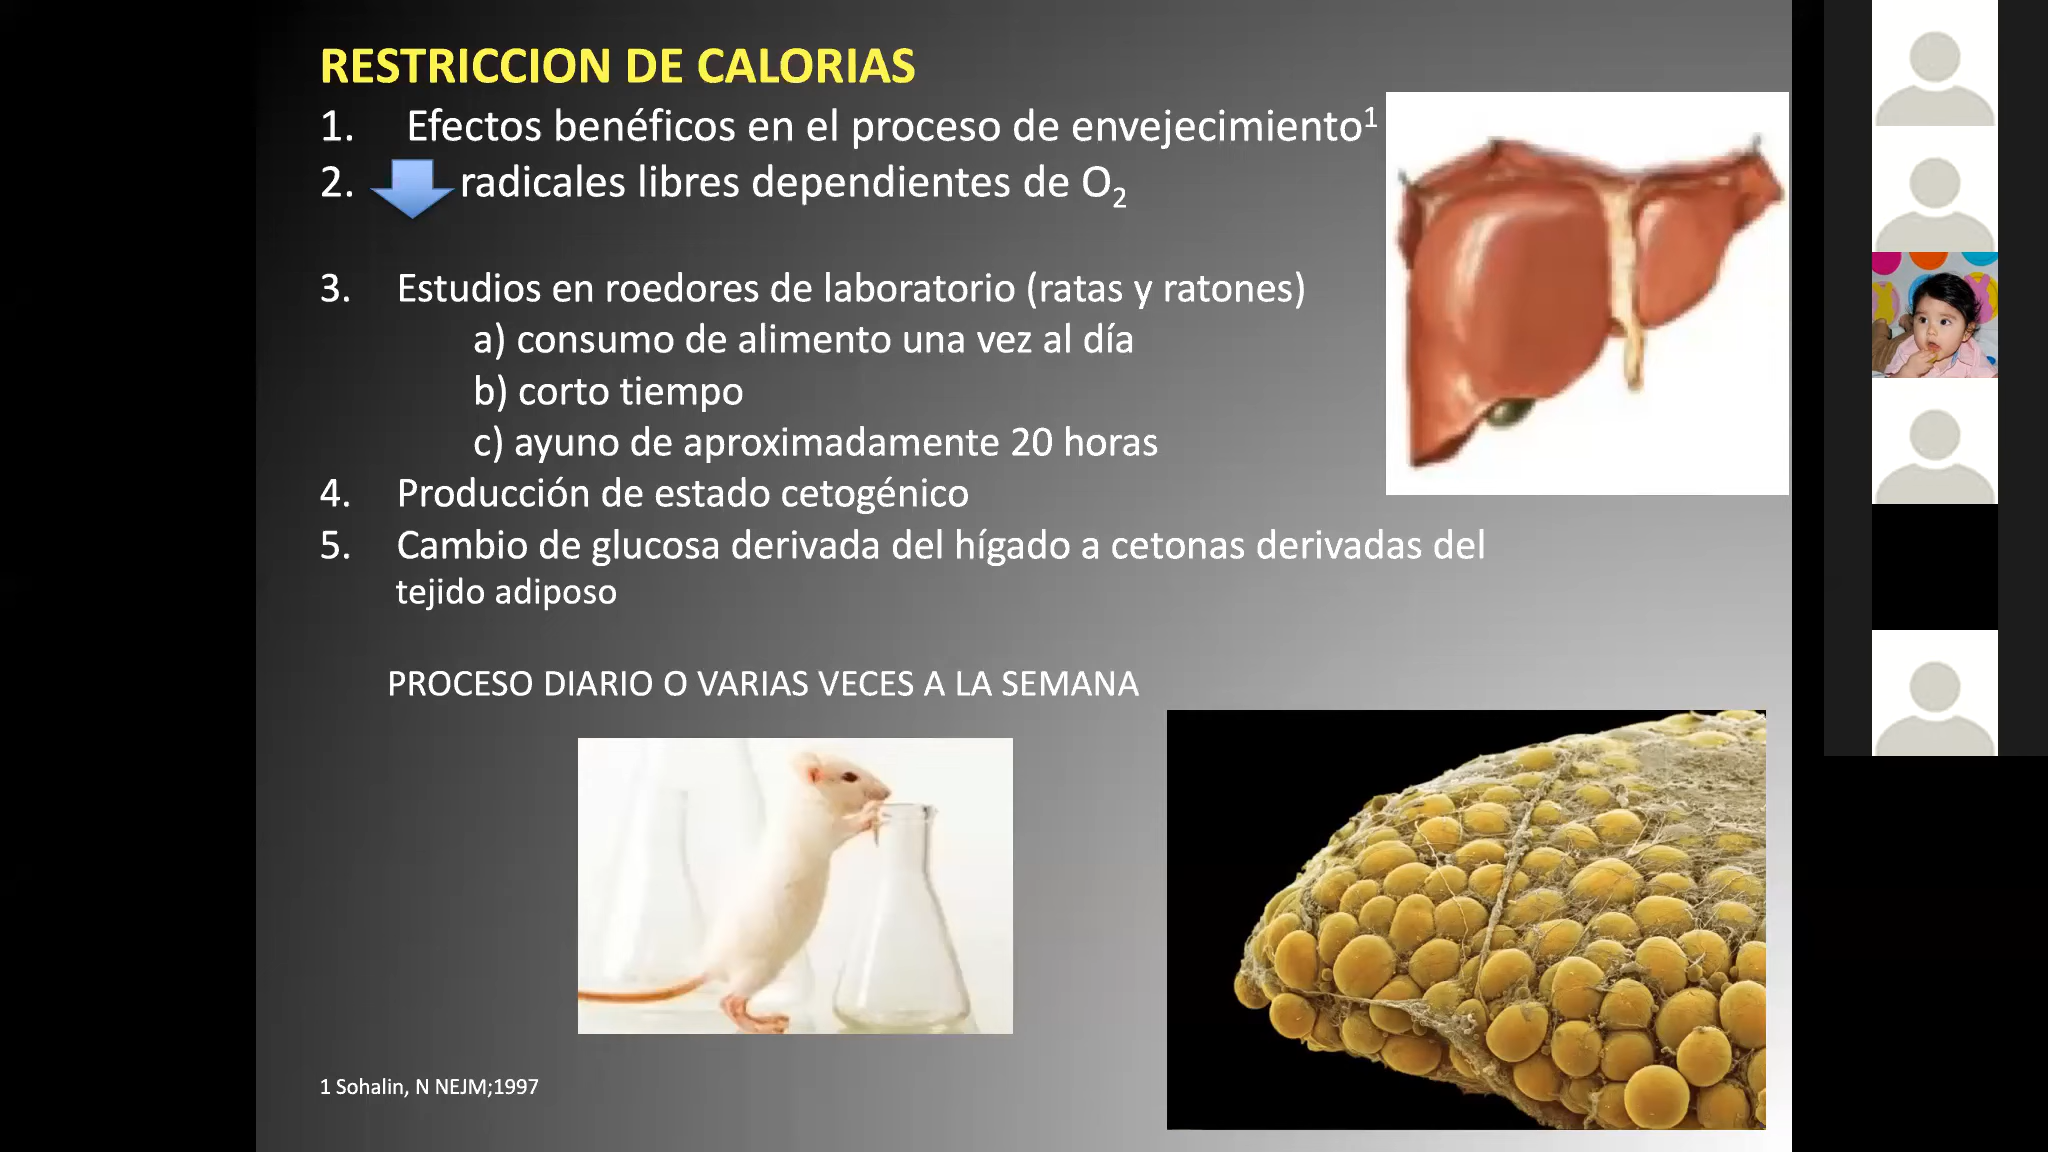 RESTRICCION DE CALORIAS
1. Efectos benéficos en el proceso de envejecimiento¹
2. radicales libres dependientes de O₂
3. Estudios en roedores de laboratorio (ratas y ratones)
a) consumo de alimento una vez al día
b) corto tiempo
c) ayuno de aproximadamente 20 horas
4. Producción de estado cetogénico
5. Cambio de glucosa derivada del hígado a cetonas derivadas del
tejido adiposo
PROCESO DIARIO O VARIAS VECES A LA SEMANA
1 Sohalin, N NEJM;1997